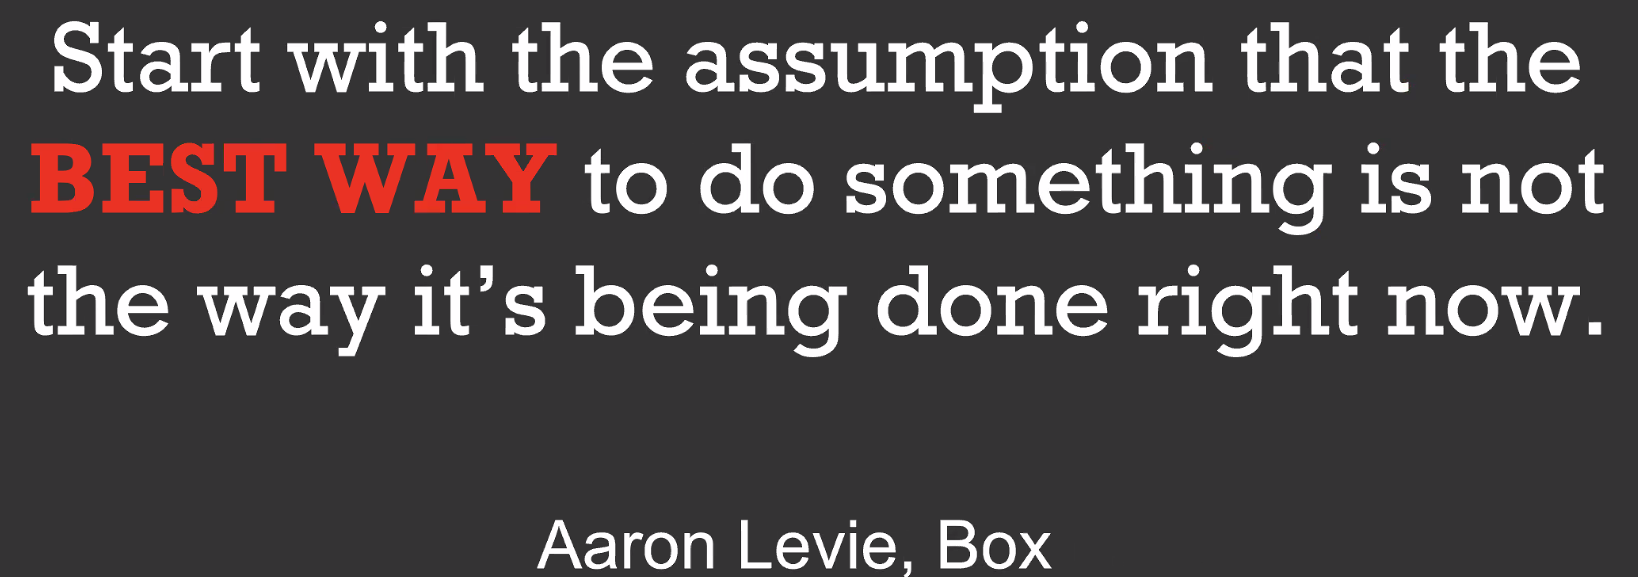 Start with the assumption that the
BEST WAY to do something is not
the way it’s being done right now.
Aaron Levie, Box